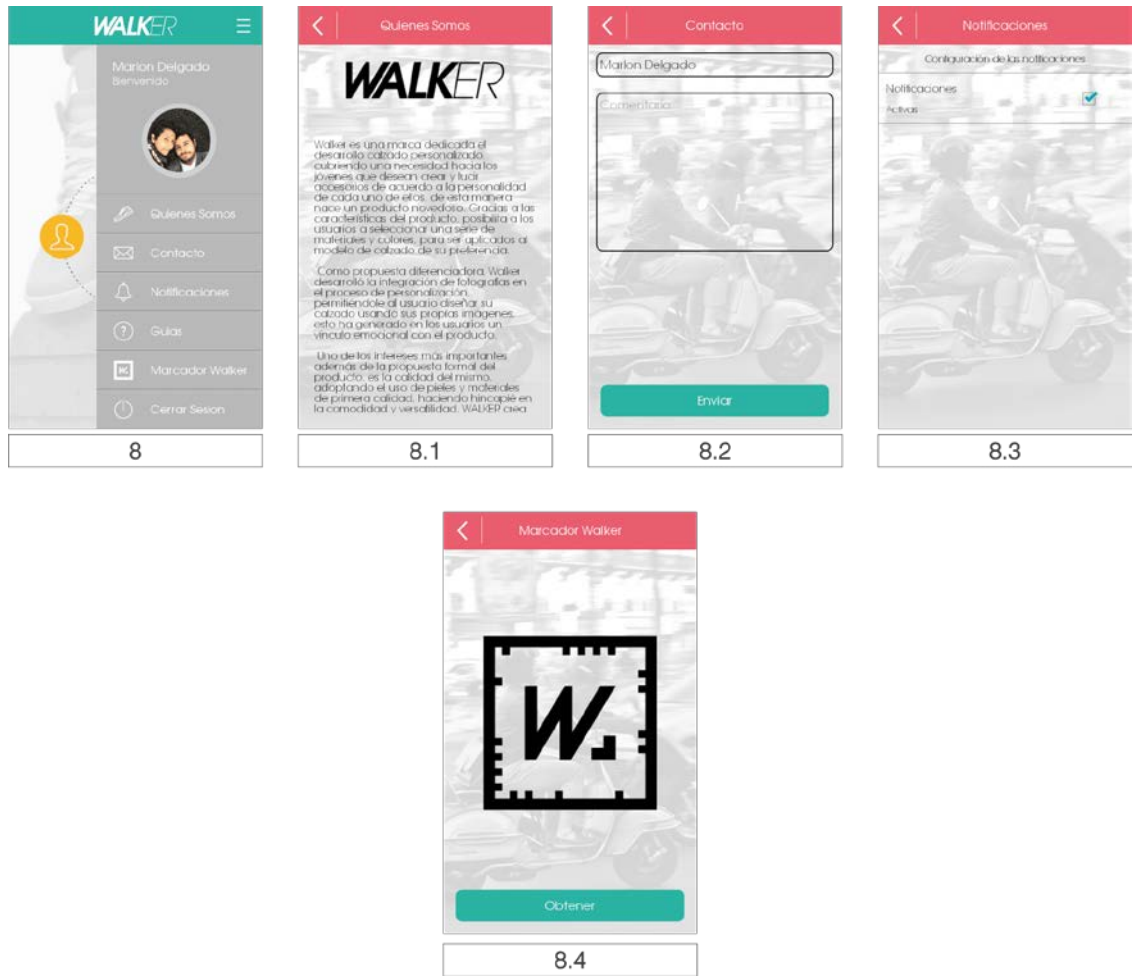 WALKER
Marlon Delgado
Bienvenido
Quienes Somos
Contacto
Notificaciones
Guias
Marcador Walker
Cerrar Sesion
8
Quienes Somos
WALKER
Walker es una marca dedicada el
desarrollo calzado personalizado
cubriendo una necesidad hacia los
jóvenes que desean crear y lucir
accesorios de acuerdo a la personalidad
de cada uno de ellos, de esta manera
nace un producto novedoso. Gracias a las
características del producto, posibilita a los
usuarios a seleccionar una serie de
materiales y colores, para ser aplicados al
modelo de calzado de su preferencia.
Como propuesta diferenciadora, Walker
desarrolló la integración de fotografías en
el proceso de personalización,
permitiéndole al usuario diseñar su
calzado usando sus propias imágenes,
esto ha generado en los usuarios un
vínculo emocional con el producto.
Uno de los intereses más importantes
además de la propuesta formal del
producto, es la calidad del mismo,
adoptando el uso de pieles y materiales
de primera calidad, haciendo hincapié en
la comodidad y versatilidad. WALKER crea
8.1
Contacto
Marlon Delgado
Comentario
Enviar
8.2
Notificaciones
Configuración de las notificaciones
Notificaciones
Activas
8.3
Marcador Walker
W.
Obtener
8.4